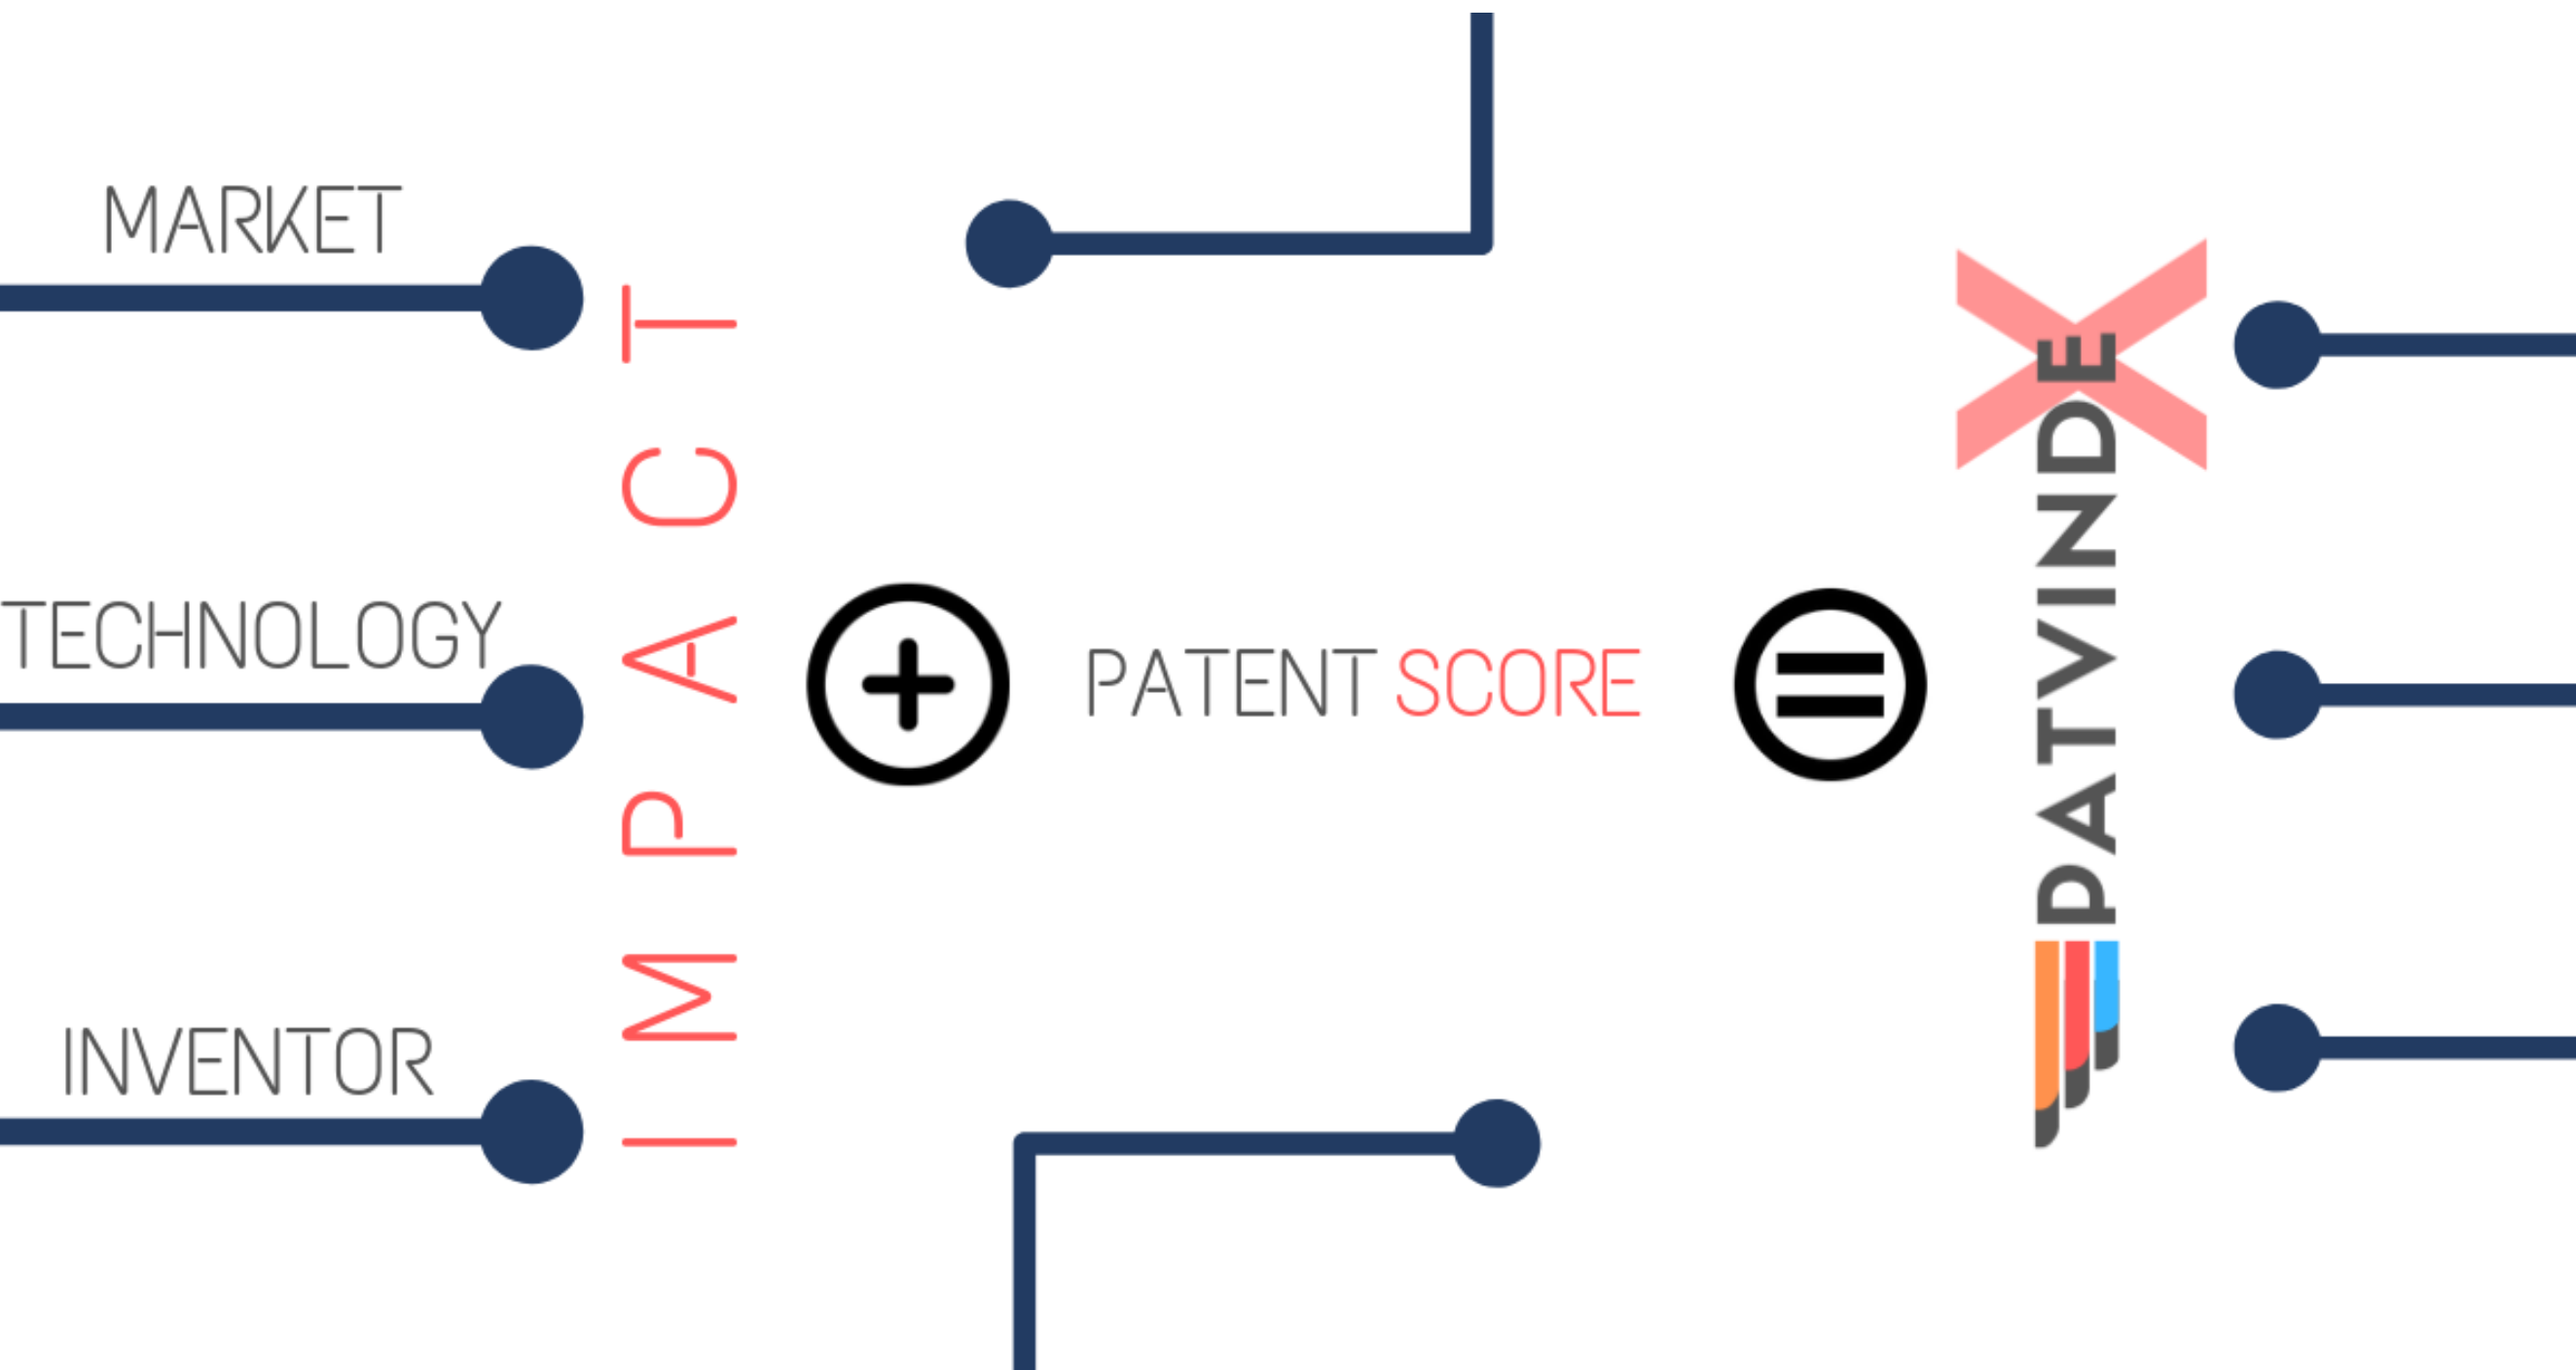 MARKET
TECHNOLOGY
INVENTOR
IMPACT
+
PATENT SCORE
=
PATVINDEX